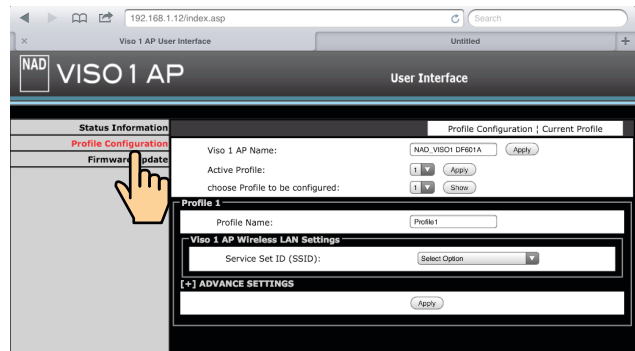 192.168.1.12/index.asp
Search
Viso 1 AP User Interface
Untitled
NAD
VISO 1 AP
User Interface
Status Information
Profile Configuration
Firmware Update
Profile Configuration ¦ Current Profile
Viso 1 AP Name:
NAD_VISO1 DF601A
Apply
Active Profile:
1
Apply
choose Profile to be configured:
1
Show
Profile 1
Profile Name:
Profile1
Viso 1 AP Wireless LAN Settings
Service Set ID (SSID):
Select Option
[+] ADVANCE SETTINGS
Apply